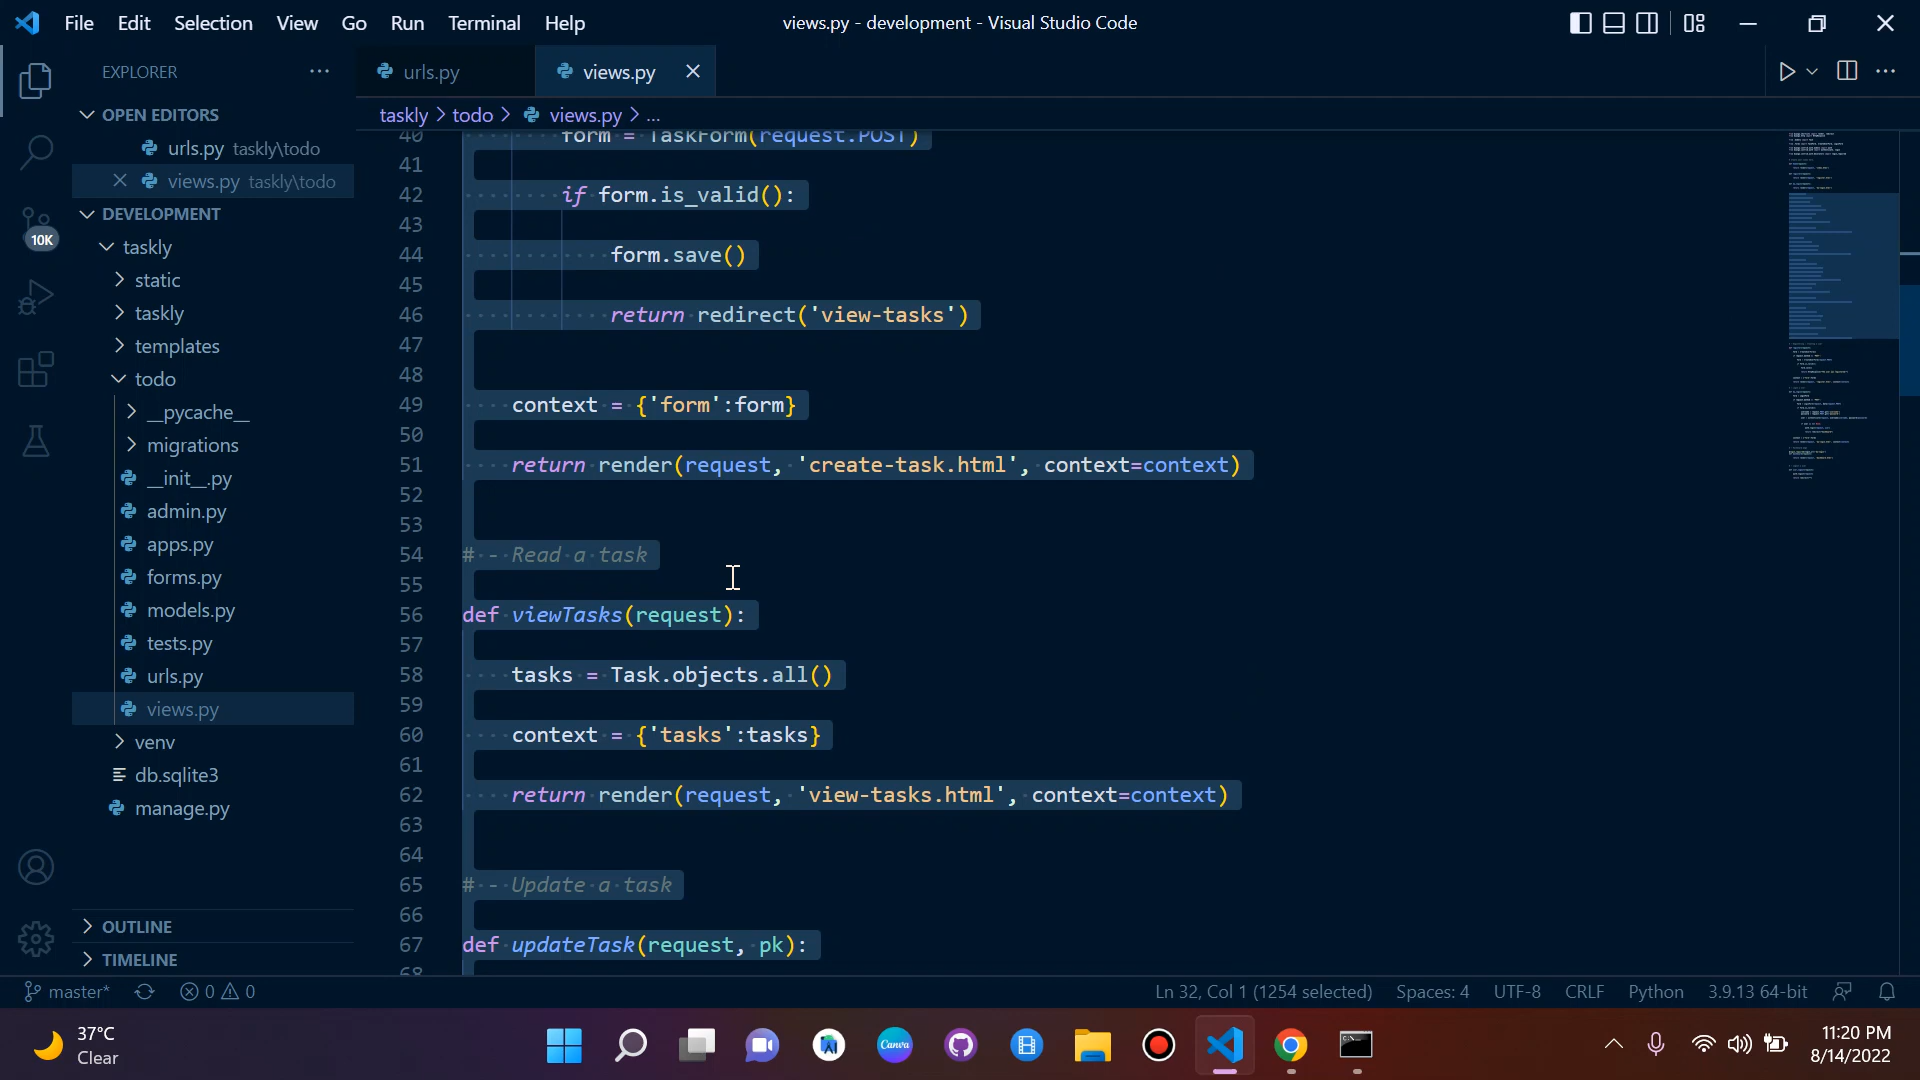 File Edit Selection View Go Run Terminal Help
views.py - development - Visual Studio Code
EXPLORER
urls.py
views.py
OPEN EDITORS
urls.py taskly\todo
views.py taskly\todo
DEVELOPMENT
taskly
static
taskly
templates
todo
__pycache__
migrations
__init__.py
admin.py
apps.py
forms.py
models.py
tests.py
urls.py
views.py
venv
db.sqlite3
manage.py
OUTLINE
TIMELINE
10K
taskly > todo > views.py > ...
40 form = TaskForm(request.POST)
41
42 if form.is_valid():
43
44 form.save()
45
46 return redirect('view-tasks')
47
48
49 context = {'form':form}
50
51 return render(request, 'create-task.html', context=context)
52
53
54 # - Read a task
55
56 def viewTasks(request):
57
58 tasks = Task.objects.all()
59
60 context = {'tasks':tasks}
61
62 return render(request, 'view-tasks.html', context=context)
63
64
65 # - Update a task
66
67 def updateTask(request, pk):
68
master* 0 0
Ln 32, Col 1 (1254 selected) Spaces: 4 UTF-8 CRLF Python 3.9.13 64-bit
37°C
Clear
Canva
11:20 PM
8/14/2022